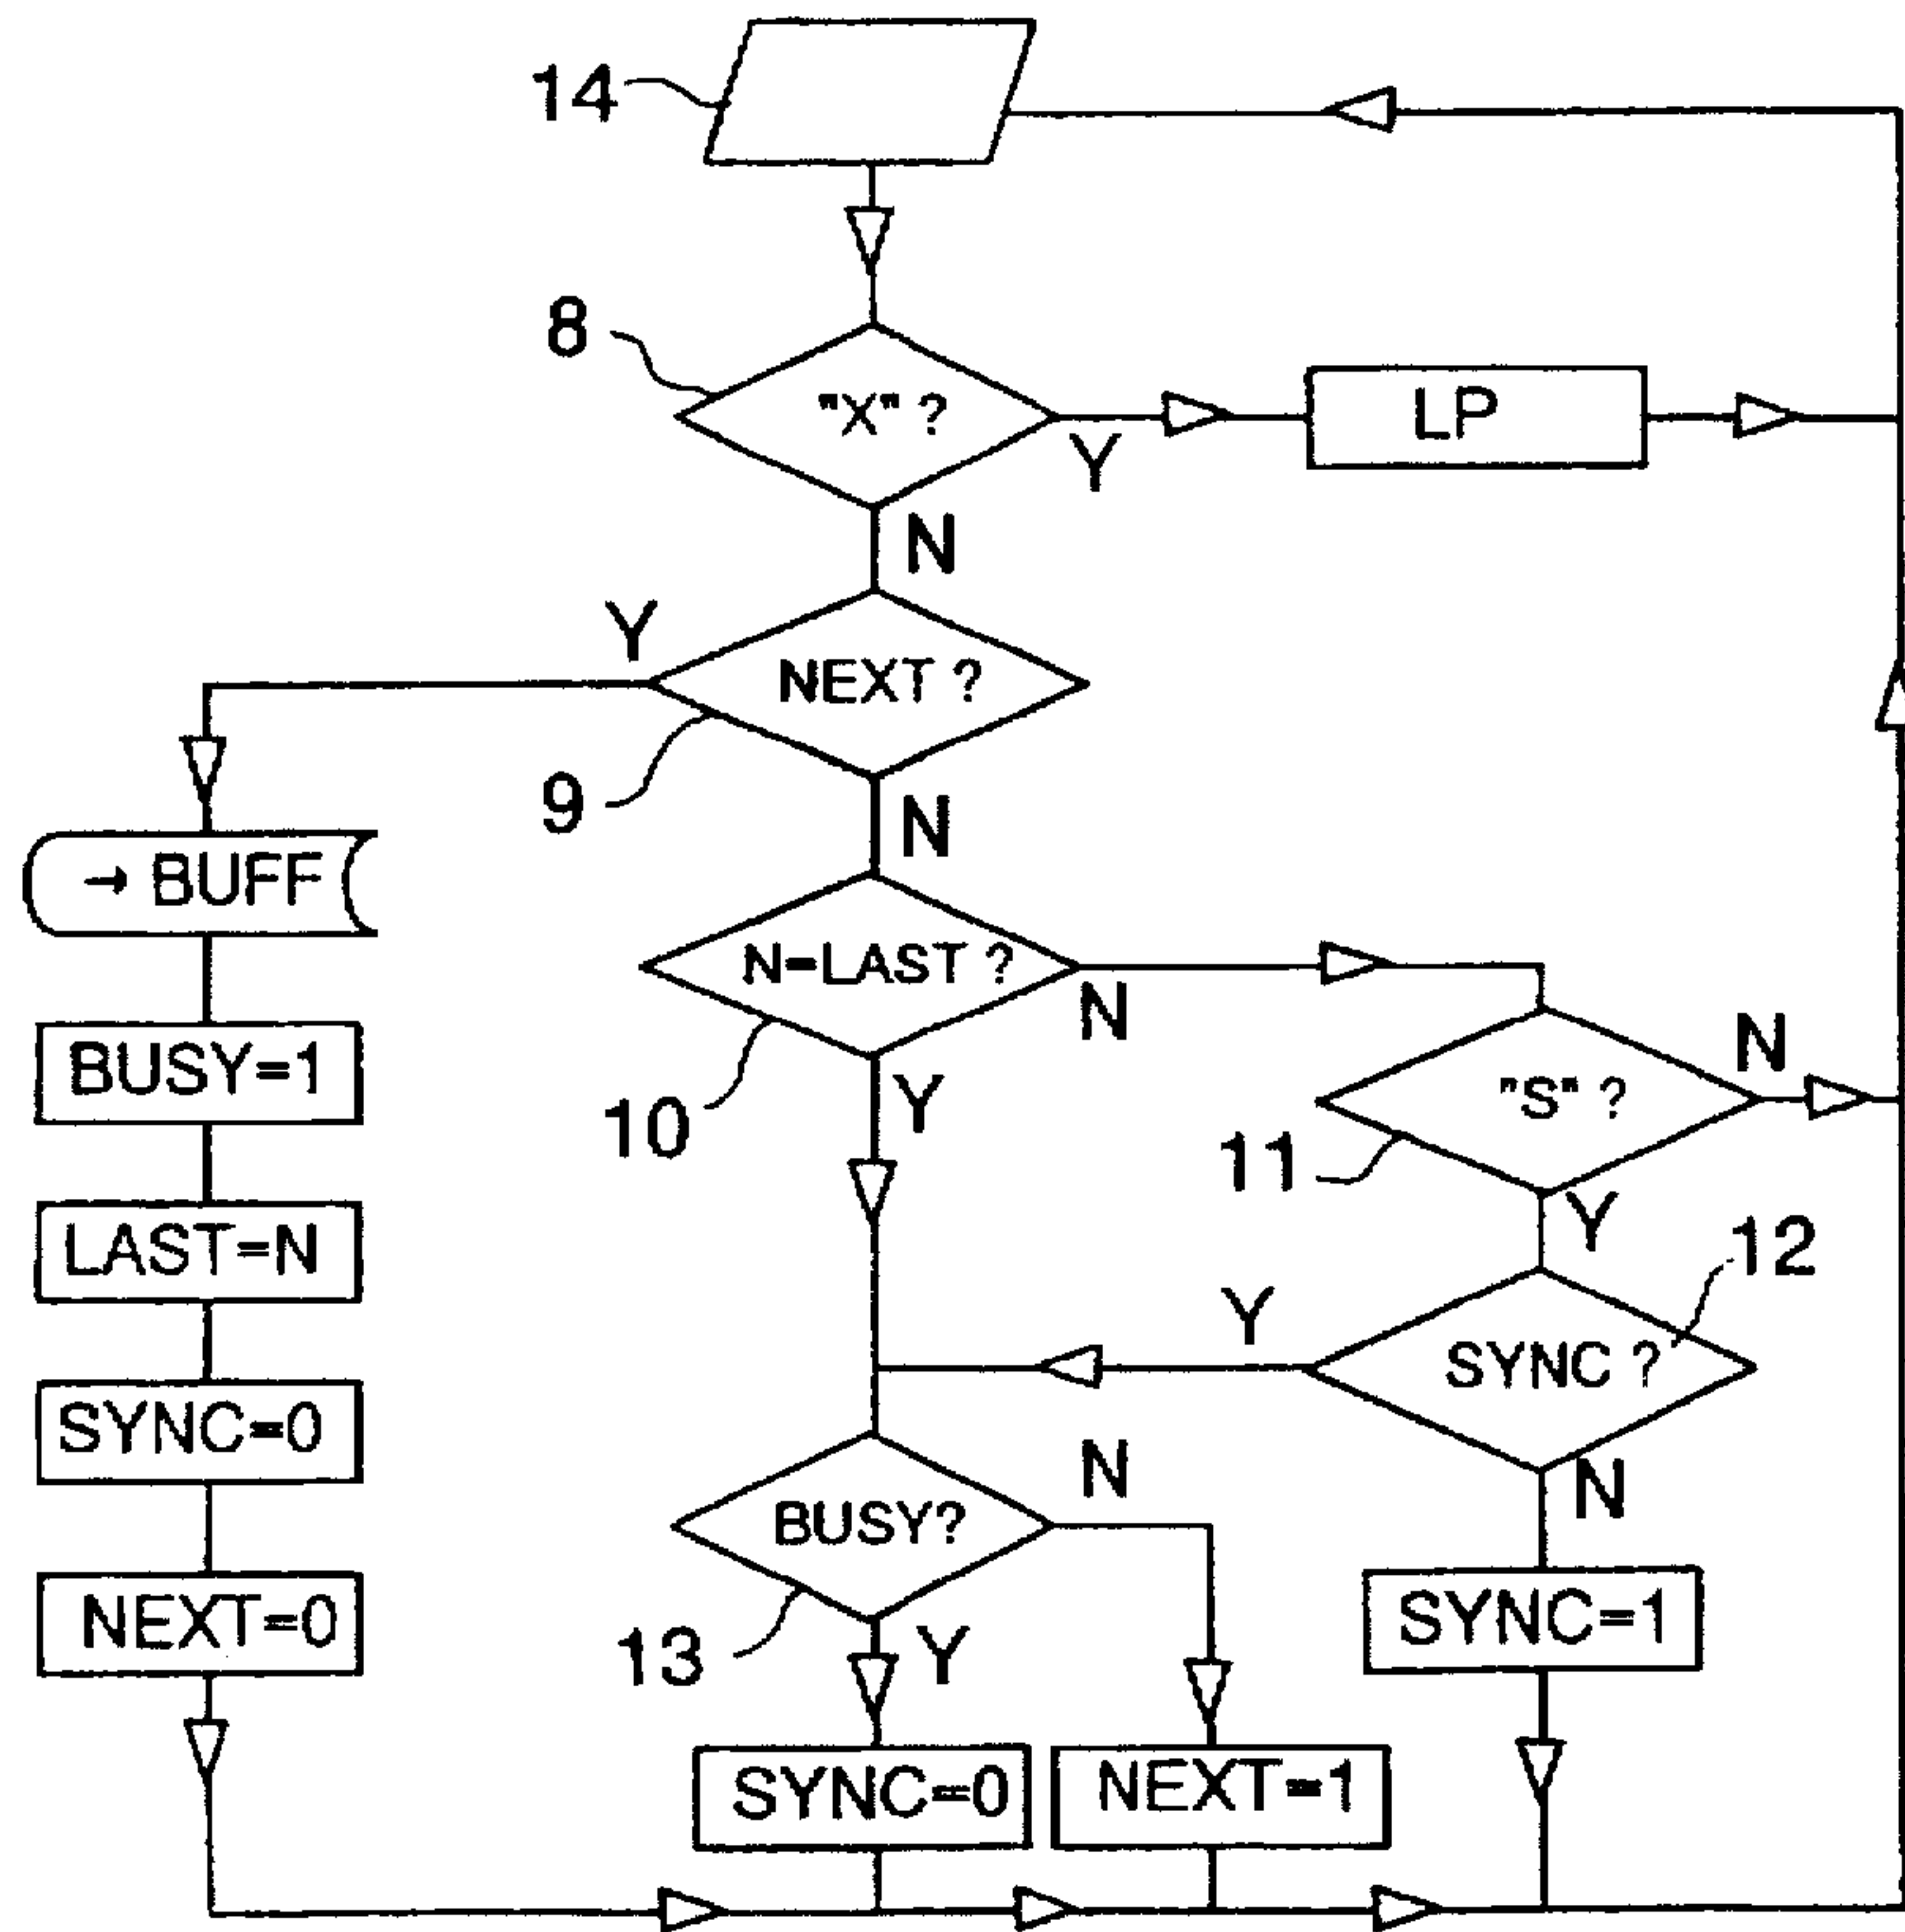 14
8
"X" ?
LP
Y
N
Y
NEXT ?
9
N
→ BUFF
N=LAST ?
N
BUSY=1
10
Y
"S" ?
N
11
Y
LAST=N
12
Y
SYNC ?
SYNC=0
N
N
BUSY?
NEXT=0
13
Y
SYNC=1
SYNC=0
NEXT=1